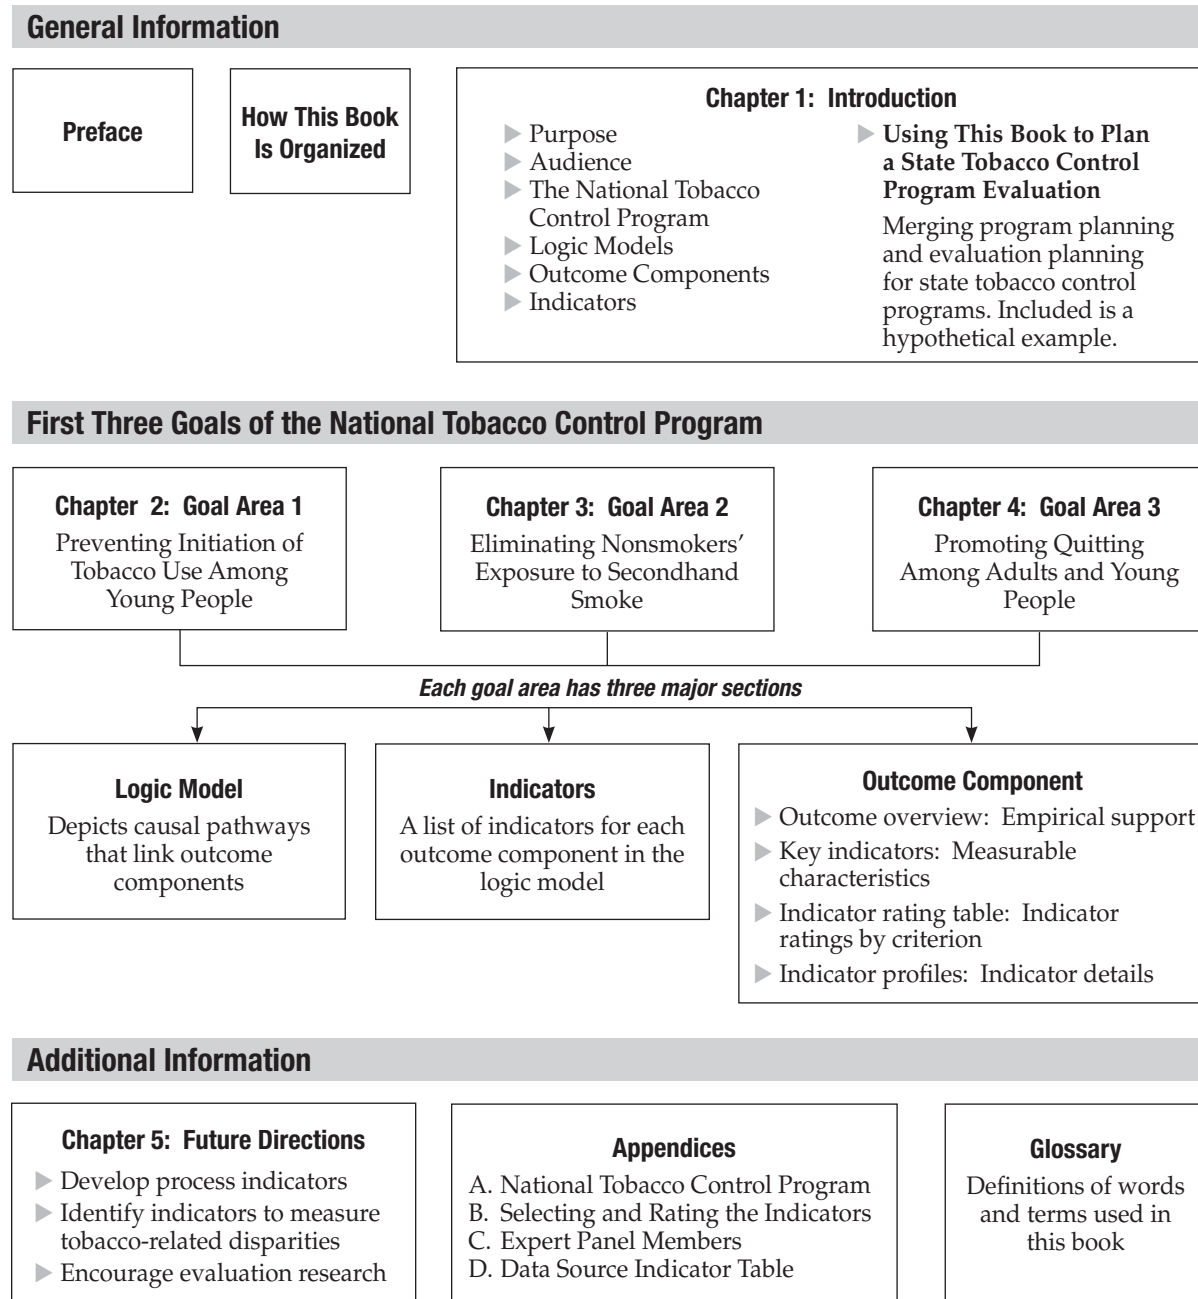 General Information
Preface
How This Book
Is Organized
Chapter 1: Introduction
▶ Purpose
▶ Audience
▶ The National Tobacco
Control Program
▶ Logic Models
▶ Outcome Components
▶ Indicators
▶ Using This Book to Plan
a State Tobacco Control
Program Evaluation
Merging program planning
and evaluation planning
for state tobacco control
programs. Included is a
hypothetical example.
First Three Goals of the National Tobacco Control Program
Chapter 2: Goal Area 1
Preventing Initiation of
Tobacco Use Among
Young People
Chapter 3: Goal Area 2
Eliminating Nonsmokers'
Exposure to Secondhand
Smoke
Chapter 4: Goal Area 3
Promoting Quitting
Among Adults and Young
People
Each goal area has three major sections
Logic Model
Depicts causal pathways
that link outcome
components
Indicators
A list of indicators for each
outcome component in the
logic model
Outcome Component
▶ Outcome overview: Empirical support
▶ Key indicators: Measurable
characteristics
▶ Indicator rating table: Indicator
ratings by criterion
▶ Indicator profiles: Indicator details
Additional Information
Chapter 5: Future Directions
▶ Develop process indicators
▶ Identify indicators to measure
tobacco-related disparities
▶ Encourage evaluation research
Appendices
A. National Tobacco Control Program
B. Selecting and Rating the Indicators
C. Expert Panel Members
D. Data Source Indicator Table
Glossary
Definitions of words
and terms used in
this book